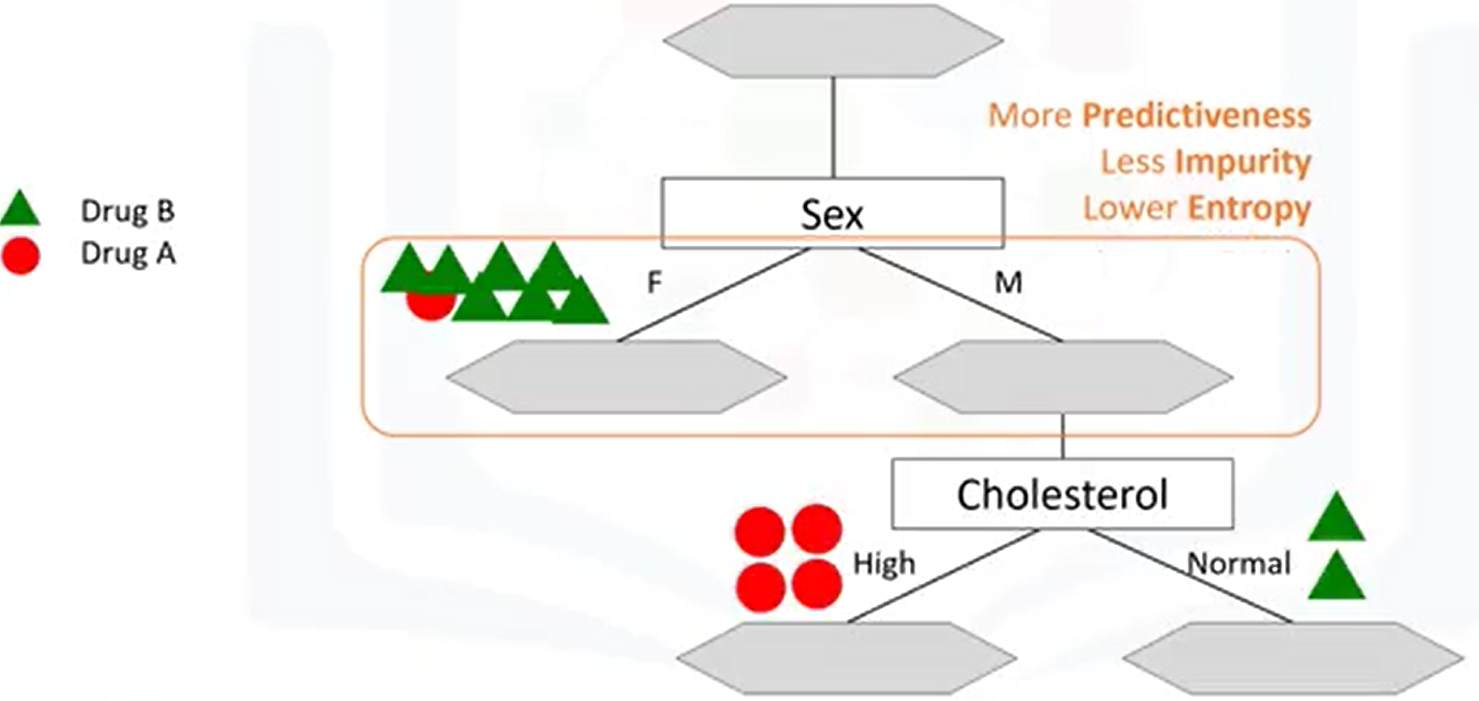 More Predictiveness
Less Impurity
Lower Entropy
Drug B
Drug A
Sex
F
M
Cholesterol
High
Normal